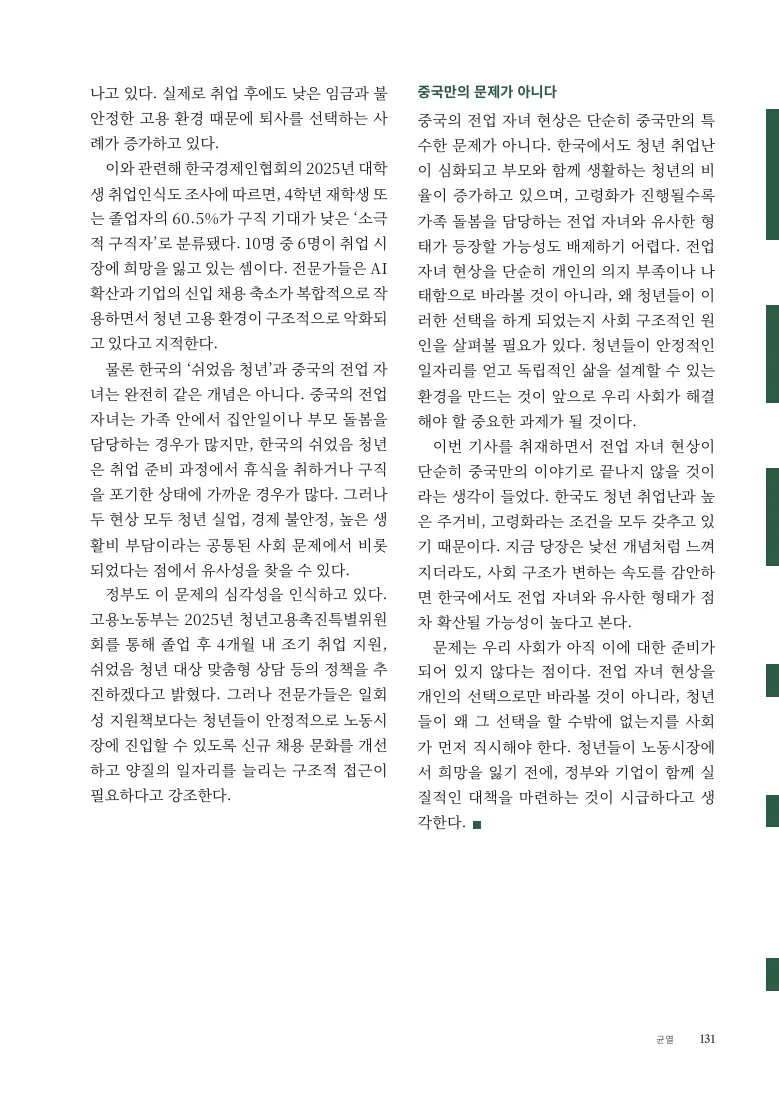 나고 있다. 실제로 취업 후에도 낮은 임금과 불
안정한 고용 환경 때문에 퇴사를 선택하는 사
례가 증가하고 있다.
이와 관련해 한국경제인협회의 2025년 대학
생 취업인식도 조사에 따르면, 4학년 재학생 또
는 졸업자의 60.5%가 구직 기대가 낮은 ‘소극
적 구직자’로 분류됐다. 10명 중 6명이 취업 시
장에 희망을 잃고 있는 셈이다. 전문가들은 AI
확산과 기업의 신입 채용 축소가 복합적으로 작
용하면서 청년 고용 환경이 구조적으로 악화되
고 있다고 지적한다.
물론 한국의 ‘쉬었음 청년’과 중국의 전업 자
녀는 완전히 같은 개념은 아니다. 중국의 전업
자녀는 가족 안에서 집안일이나 부모 돌봄을
담당하는 경우가 많지만, 한국의 쉬었음 청년
은 취업 준비 과정에서 휴식을 취하거나 구직
을 포기한 상태에 가까운 경우가 많다. 그러나
두 현상 모두 청년 실업, 경제 불안정, 높은 생
활비 부담이라는 공통된 사회 문제에서 비롯
되었다는 점에서 유사성을 찾을 수 있다.
정부도 이 문제의 심각성을 인식하고 있다.
고용노동부는 2025년 청년고용촉진특별위원
회를 통해 졸업 후 4개월 내 조기 취업 지원,
쉬었음 청년 대상 맞춤형 상담 등의 정책을 추
진하겠다고 밝혔다. 그러나 전문가들은 일회
성 지원책보다는 청년들이 안정적으로 노동시
장에 진입할 수 있도록 신규 채용 문화를 개선
하고 양질의 일자리를 늘리는 구조적 접근이
필요하다고 강조한다.
중국만의 문제가 아니다
중국의 전업 자녀 현상은 단순히 중국만의 특
수한 문제가 아니다. 한국에서도 청년 취업난
이 심화되고 부모와 함께 생활하는 청년의 비
율이 증가하고 있으며, 고령화가 진행될수록
가족 돌봄을 담당하는 전업 자녀와 유사한 형
태가 등장할 가능성도 배제하기 어렵다. 전업
자녀 현상을 단순히 개인의 의지 부족이나 나
태함으로 바라볼 것이 아니라, 왜 청년들이 이
러한 선택을 하게 되었는지 사회 구조적인 원
인을 살펴볼 필요가 있다. 청년들이 안정적인
일자리를 얻고 독립적인 삶을 설계할 수 있는
환경을 만드는 것이 앞으로 우리 사회가 해결
해야 할 중요한 과제가 될 것이다.
이번 기사를 취재하면서 전업 자녀 현상이
단순히 중국만의 이야기로 끝나지 않을 것이
라는 생각이 들었다. 한국도 청년 취업난과 높
은 주거비, 고령화라는 조건을 모두 갖추고 있
기 때문이다. 지금 당장은 낯선 개념처럼 느껴
지더라도, 사회 구조가 변하는 속도를 감안하
면 한국에서도 전업 자녀와 유사한 형태가 점
차 확산될 가능성이 높다고 본다.
문제는 우리 사회가 아직 이에 대한 준비가
되어 있지 않다는 점이다. 전업 자녀 현상을
개인의 선택으로만 바라볼 것이 아니라, 청년
들이 왜 그 선택을 할 수밖에 없는지를 사회
가 먼저 직시해야 한다. 청년들이 노동시장에
서 희망을 잃기 전에, 정부와 기업이 함께 실
질적인 대책을 마련하는 것이 시급하다고 생
각한다. ■
균열 131